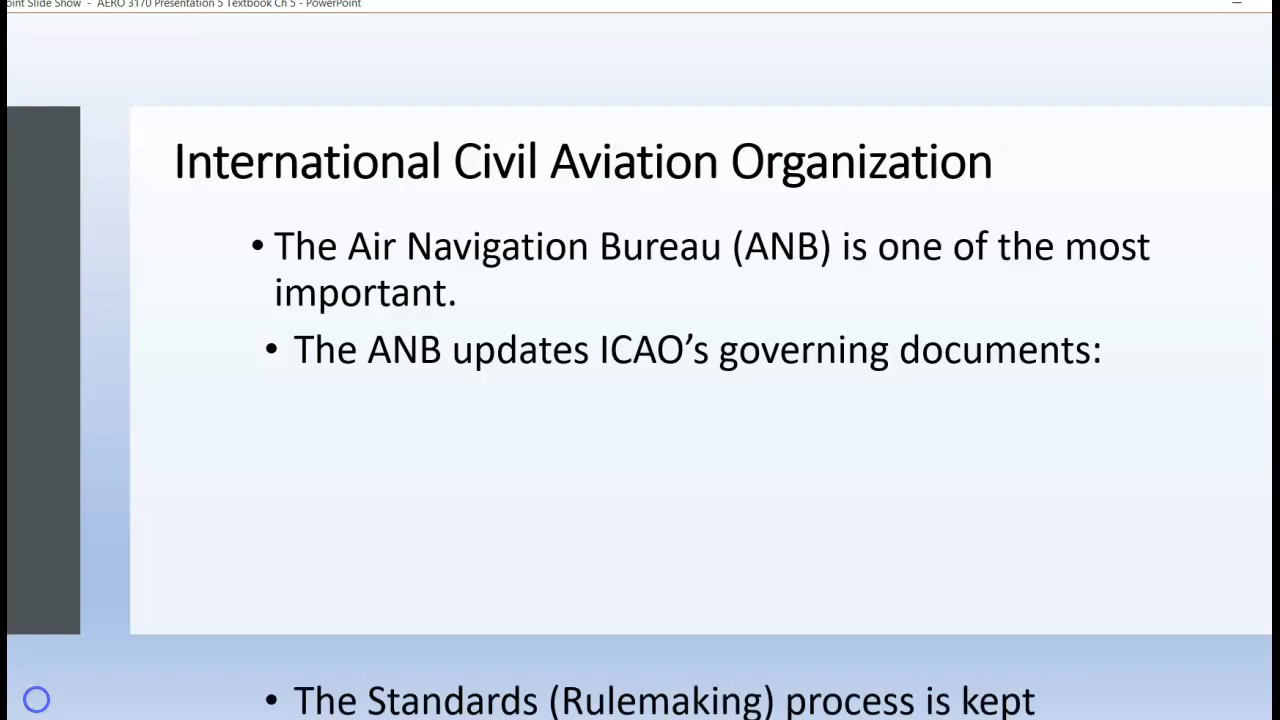 oint Slide Show - AERO 3170 Presentation 5 Textbook Ch 5 - PowerPoint
International Civil Aviation Organization
• The Air Navigation Bureau (ANB) is one of the most
important.
• The ANB updates ICAO’s governing documents:
• The Standards (Rulemaking) process is kept